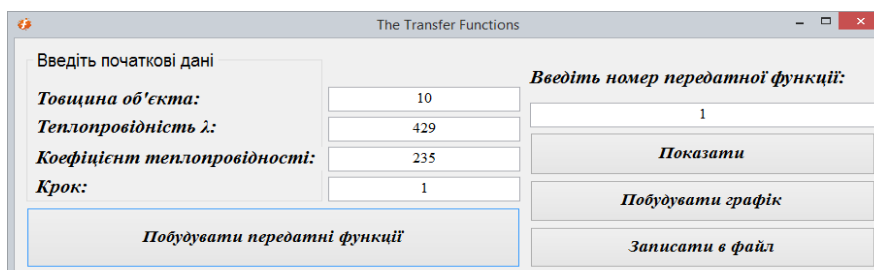 The Transfer Functions
Введіть початкові дані
Товщина об'єкта:
10
Теплопровідність λ:
429
Коефіцієнт теплопровідності:
235
Крок:
1
Побудувати передатні функції
Введіть номер передатної функції:
1
Показати
Побудувати графік
Записати в файл